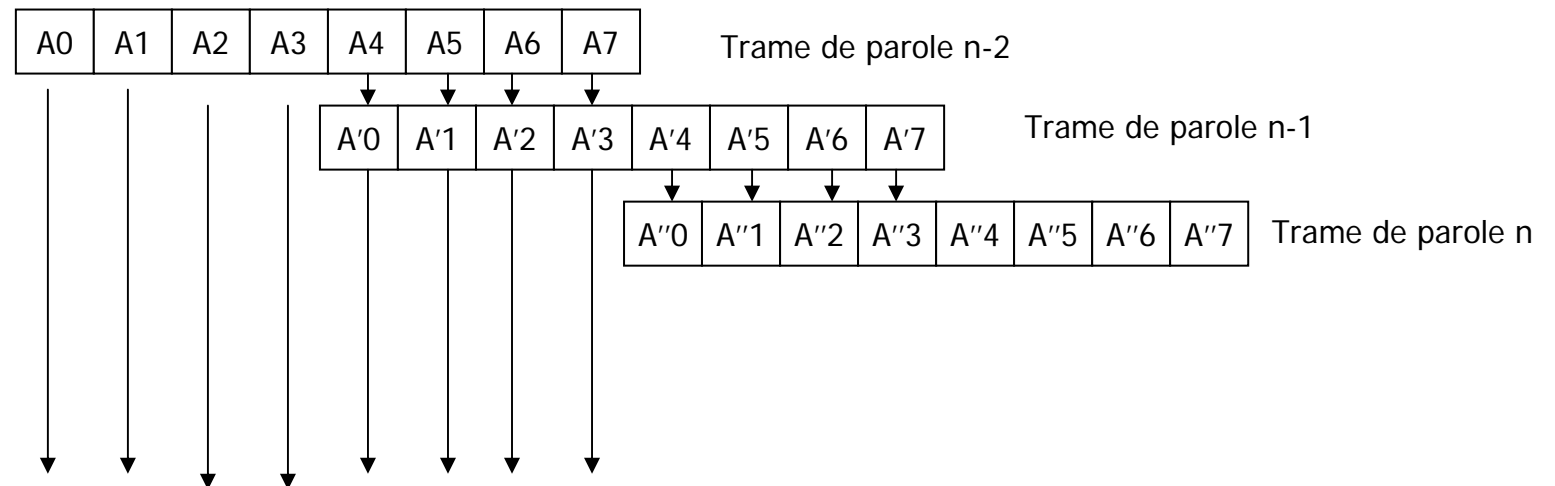 A0 A1 A2 A3 A4 A5 A6 A7 Trame de parole n-2
A'0 A'1 A'2 A'3 A'4 A'5 A'6 A'7 Trame de parole n-1
A''0 A''1 A''2 A''3 A''4 A''5 A''6 A''7 Trame de parole n